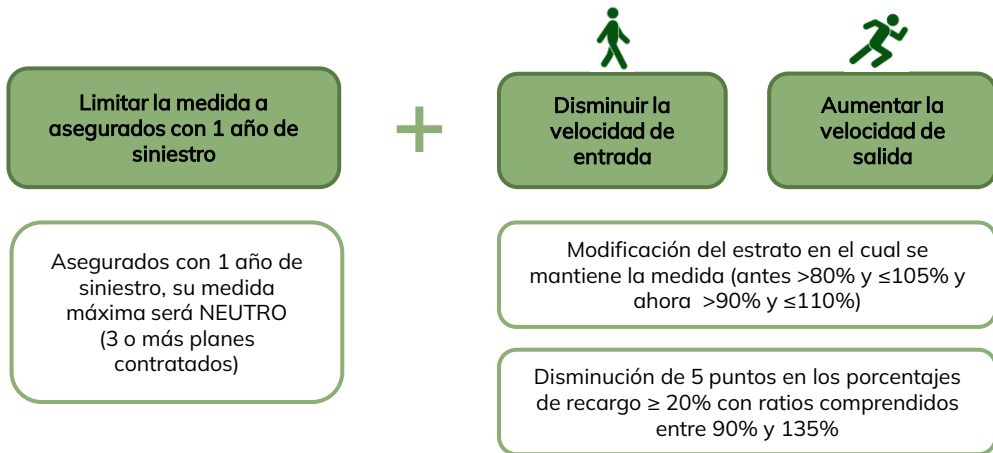 Limitar la medida a
asegurados con 1 año de
siniestro
+
Disminuir la
velocidad de
entrada
Aumentar la
velocidad de
salida
Asegurados con 1 año de
siniestro, su medida
máxima será NEUTRO
(3 o más planes
contratados)
Modificación del estrato en el cual se
mantiene la medida (antes >80% y ≤105% y
ahora >90% y ≤110%)
Disminución de 5 puntos en los porcentajes
de recargo ≥ 20% con ratios comprendidos
entre 90% y 135%